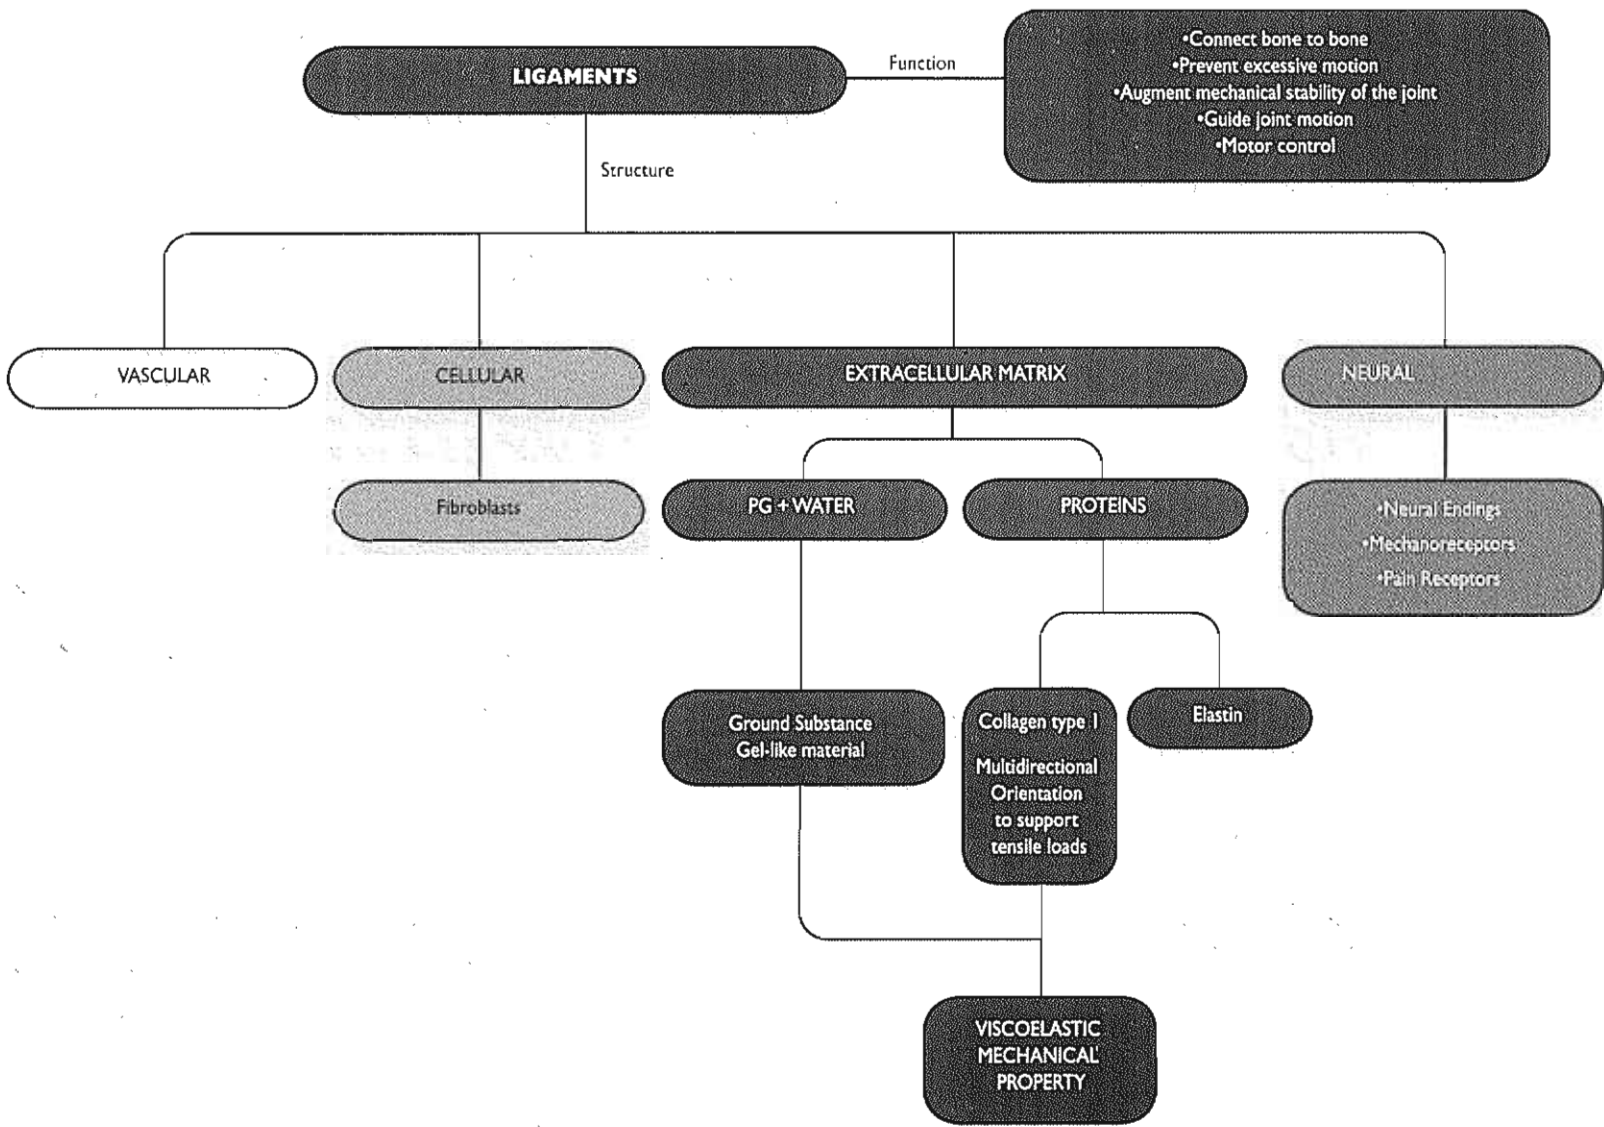 LIGAMENTS
Function
•Connect bone to bone
•Prevent excessive motion
•Augment mechanical stability of the joint
•Guide joint motion
•Motor control
Structure
VASCULAR
CELLULAR
EXTRACELLULAR MATRIX
NEURAL
Fibroblasts
PG + WATER
PROTEINS
•Neural Endings
•Mechanoreceptors
•Pain Receptors
Ground Substance
Gel-like material
Collagen type I
Multidirectional
Orientation
to support
tensile loads
Elastin
VISCOELASTIC
MECHANICAL
PROPERTY